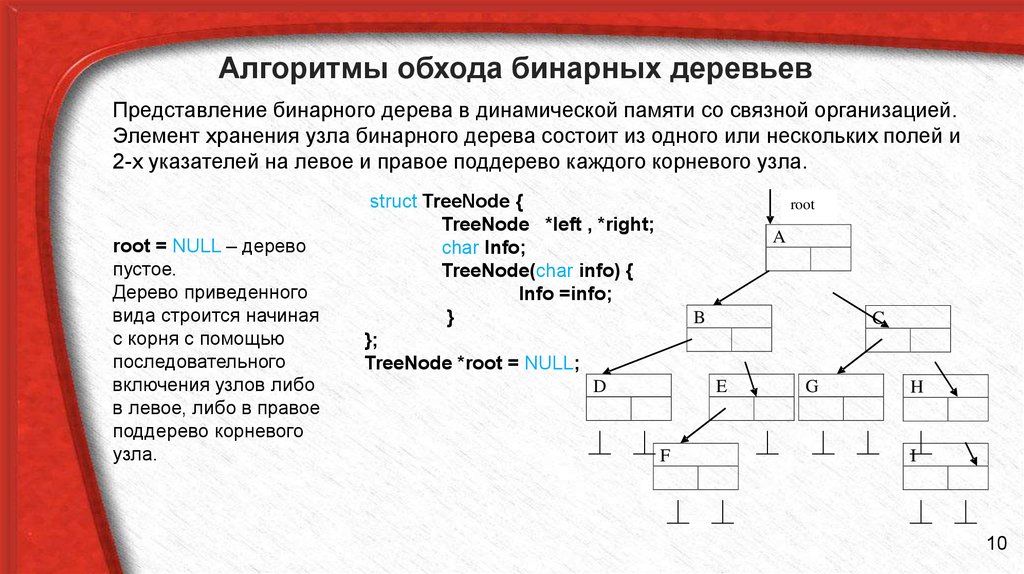 Алгоритмы обхода бинарных деревьев
Представление бинарного дерева в динамической памяти со связной организацией.
Элемент хранения узла бинарного дерева состоит из одного или нескольких полей и
2-х указателей на левое и правое поддерево каждого корневого узла.
root = NULL – дерево
пустое.
Дерево приведенного
вида строится начиная
с корня с помощью
последовательного
включения узлов либо
в левое, либо в правое
поддерево корневого
узла.
struct TreeNode {
TreeNode *left , *right;
char Info;
TreeNode(char info) {
Info =info;
}
};
TreeNode *root = NULL;
root
A
B
C
D
E
G
H
F
I
10